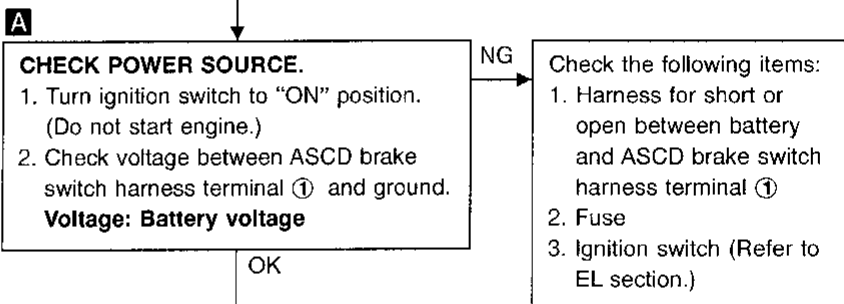 A
CHECK POWER SOURCE.
1. Turn ignition switch to “ON” position.
(Do not start engine.)
2. Check voltage between ASCD brake
switch harness terminal ① and ground.
Voltage: Battery voltage
NG
Check the following items:
1. Harness for short or
open between battery
and ASCD brake switch
harness terminal ①
2. Fuse
3. Ignition switch (Refer to
EL section.)
OK